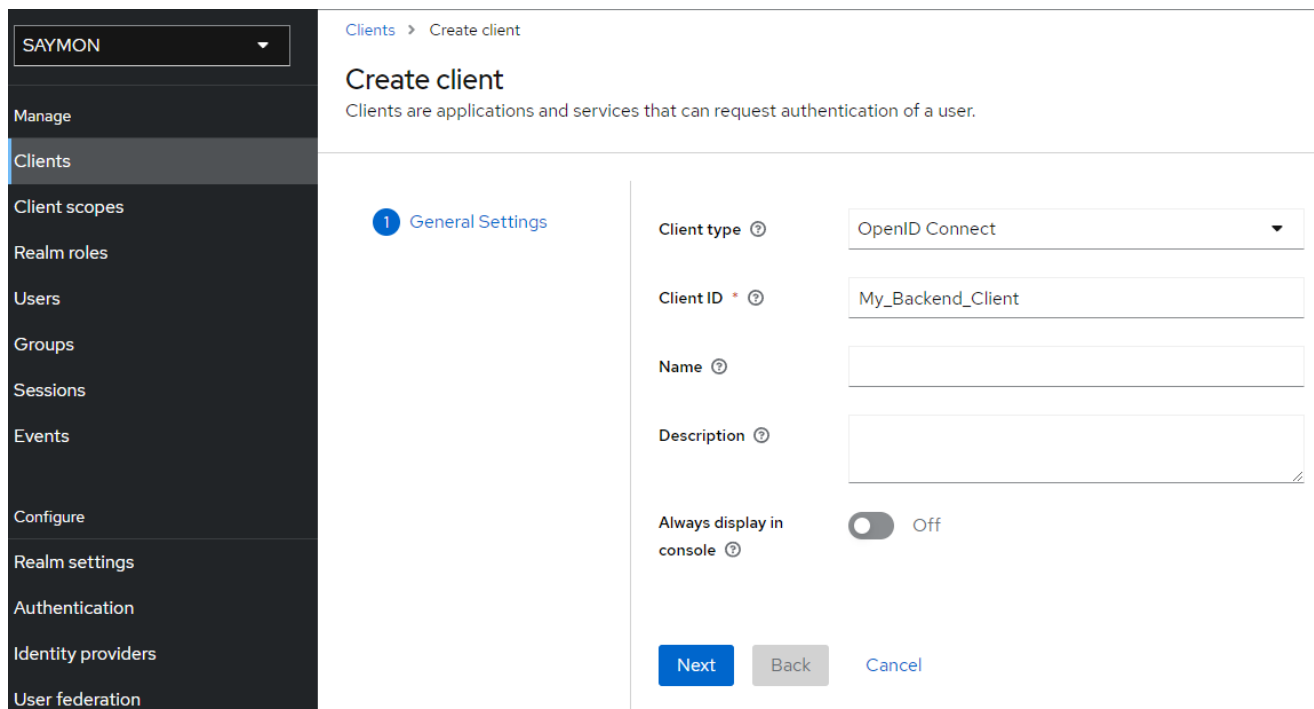 SAYMON
Manage
Clients
Client scopes
Realm roles
Users
Groups
Sessions
Events
Configure
Realm settings
Authentication
Identity providers
User federation
Clients > Create client
Create client
Clients are applications and services that can request authentication of a user.
1 General Settings
Client type ? OpenID Connect
Client ID * ? My_Backend_Client
Name ?
Description ?
Always display in
console ? Off
Next Back Cancel